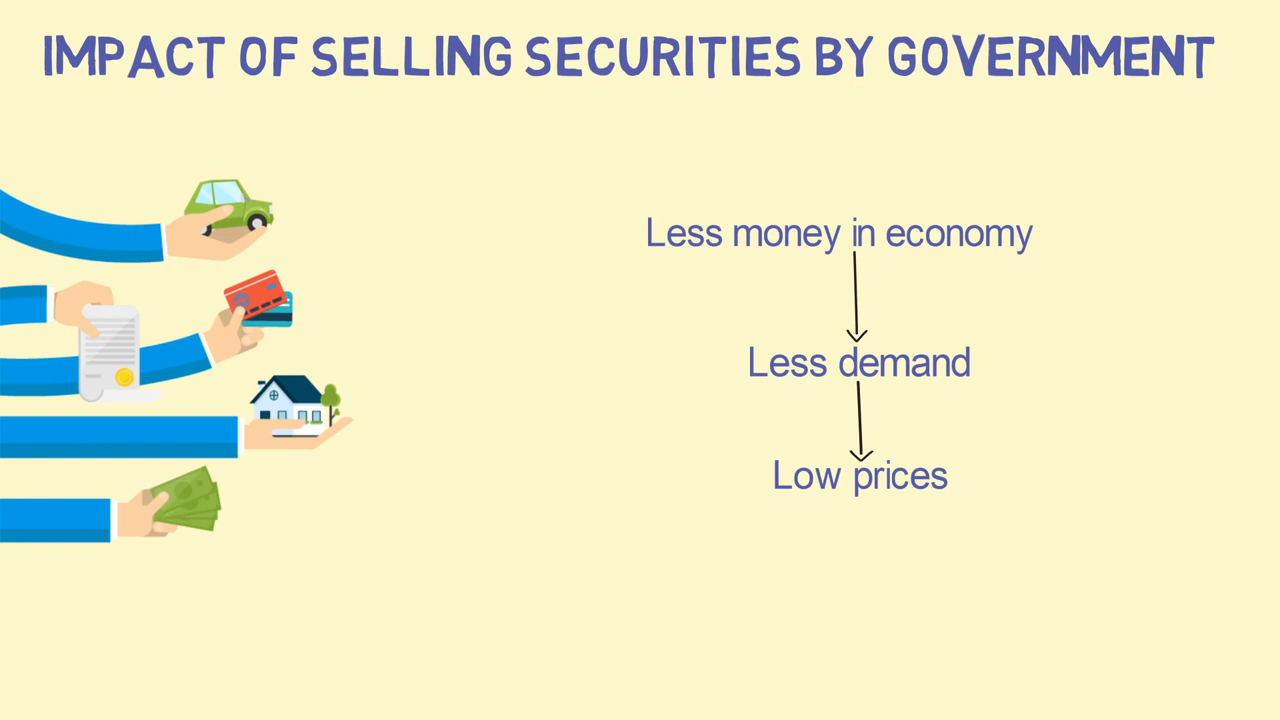 IMPACT OF SELLING SECURITIES BY GOVERNMENT
Less money in economy
Less demand
Low prices